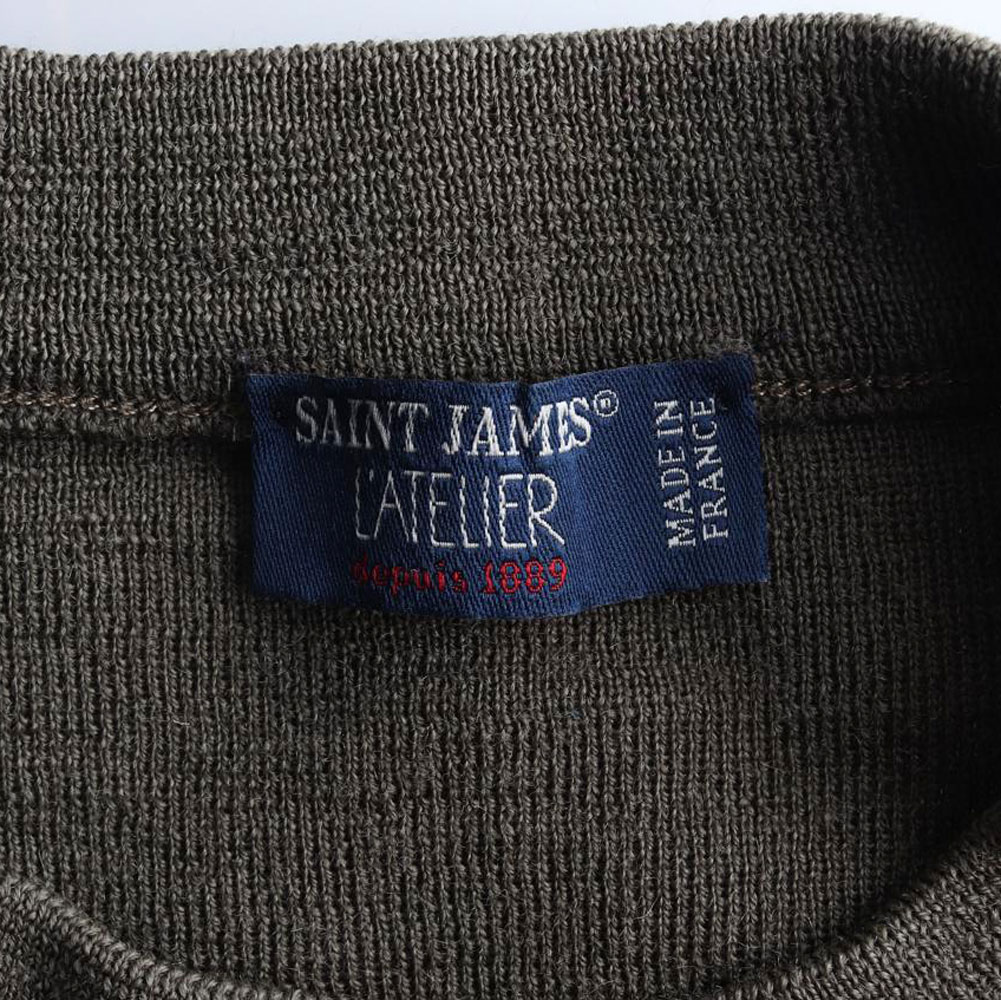 SAINT JAMES®
L'ATELIER
depuis 1889
MADE IN
FRANCE